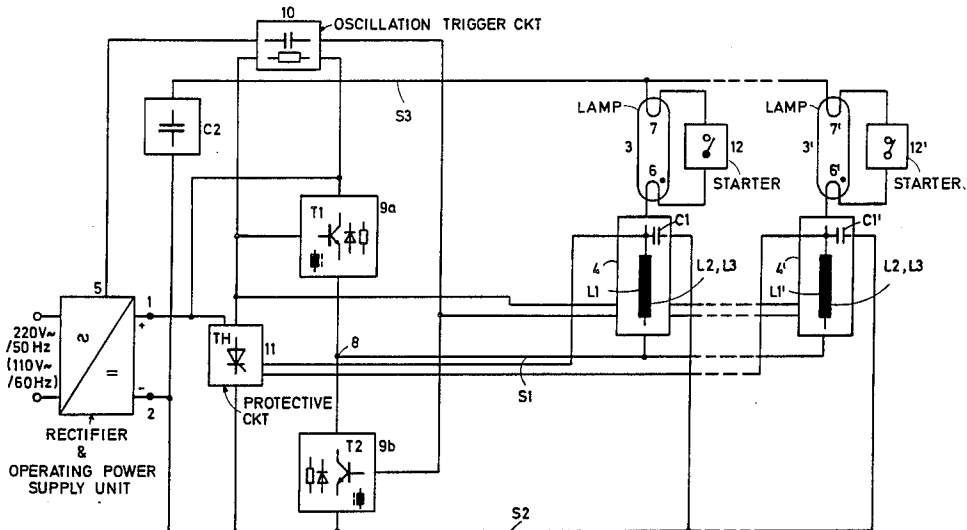 10
OSCILLATION TRIGGER CKT
S3
C2
LAMP
3
7
6
12
STARTER
LAMP
3'
7'
6'
12'
STARTER.
T1
9a
C1
C1'
4
L1
L2, L3
4'
L1'
L2, L3
5
1
+
220V~
/50 Hz
(110V~
/60Hz)
2
=
-
2
RECTIFIER
&
OPERATING POWER
SUPPLY UNIT
TH
11
PROTECTIVE
CKT
8
S1
T2
9b
S2